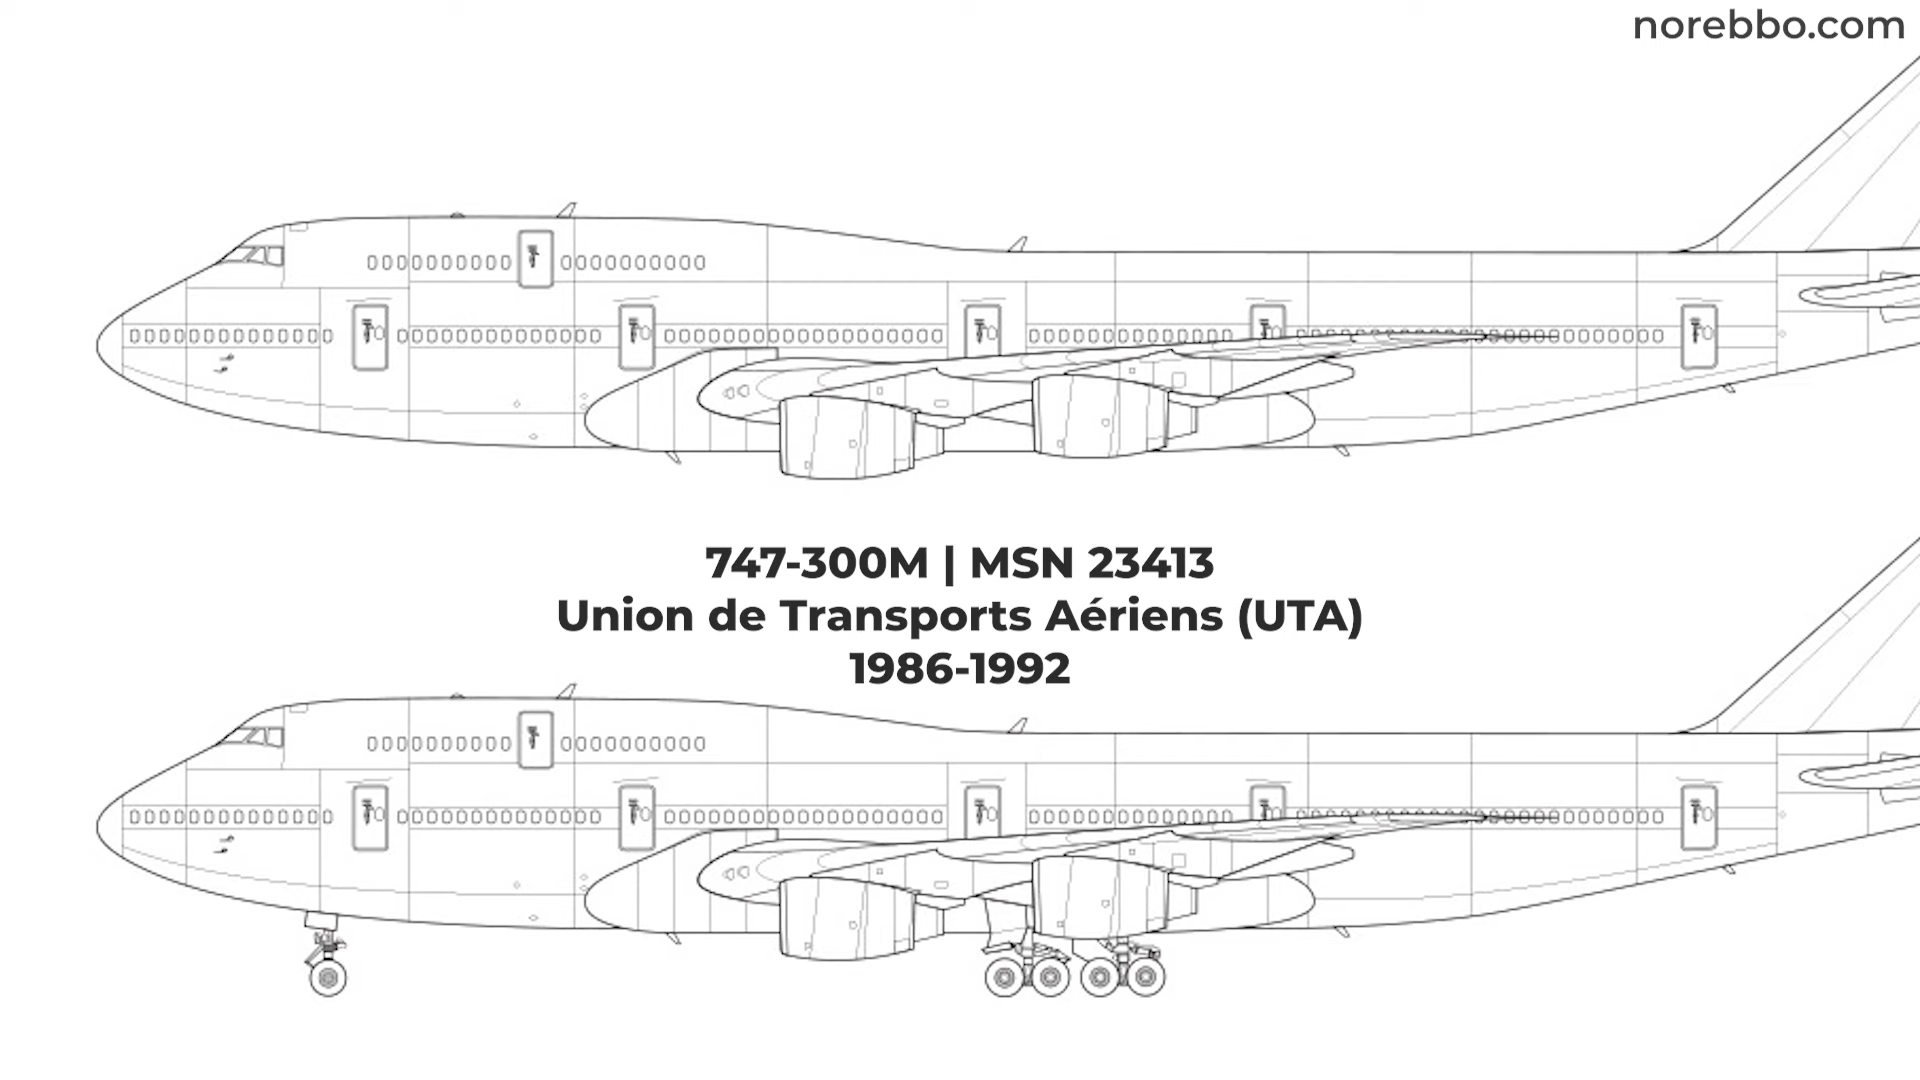 norebbo.com
747-300M | MSN 23413
Union de Transports Aériens (UTA)
1986-1992